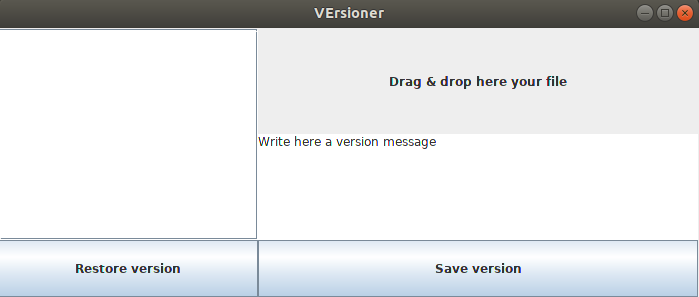 VErsioner
Drag & drop here your file
Write here a version message
Restore version
Save version